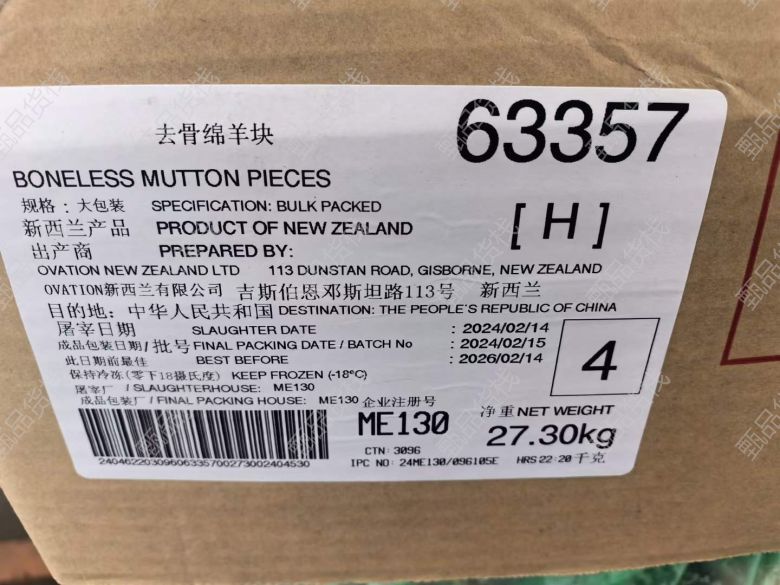 去骨绵羊块
63357
BONELESS MUTTON PIECES
规格：大包装 SPECIFICATION: BULK PACKED
新西兰产品 PRODUCT OF NEW ZEALAND
[ H ]
出产商 PREPARED BY:
OVATION NEW ZEALAND LTD 113 DUNSTAN ROAD, GISBORNE, NEW ZEALAND
OVATION新西兰有限公司 吉斯伯恩邓斯坦路113号 新西兰
目的地：中华人民共和国 DESTINATION: THE PEOPLE'S REPUBLIC OF CHINA
屠宰日期 SLAUGHTER DATE : 2024/02/14
成品包装日期/批号 FINAL PACKING DATE / BATCH No : 2024/02/15
此日期前最佳 BEST BEFORE : 2026/02/14
4
保持冷冻(零下18摄氏度) KEEP FROZEN (-18°C)
屠宰厂 / SLAUGHTERHOUSE: ME130
成品包装厂 / FINAL PACKING HOUSE: ME130 企业注册号
ME130
净重 NET WEIGHT
27.30kg
CTN: 3096
24046220309606335700273002404530
IPC NO: 24ME130/096105E HRS 22:20 千克
甄品货栈